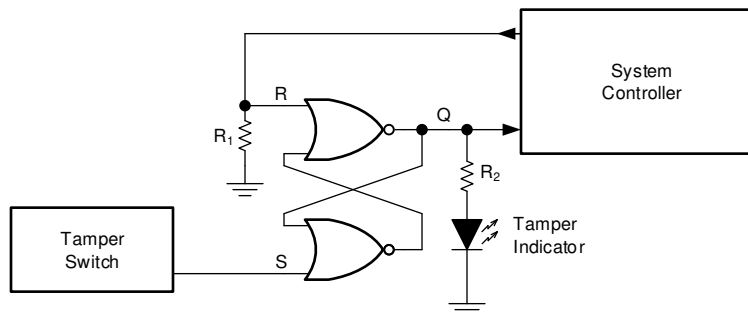 System
Controller
R
Q
R1
R2
Tamper
Switch
Tamper
Indicator
S